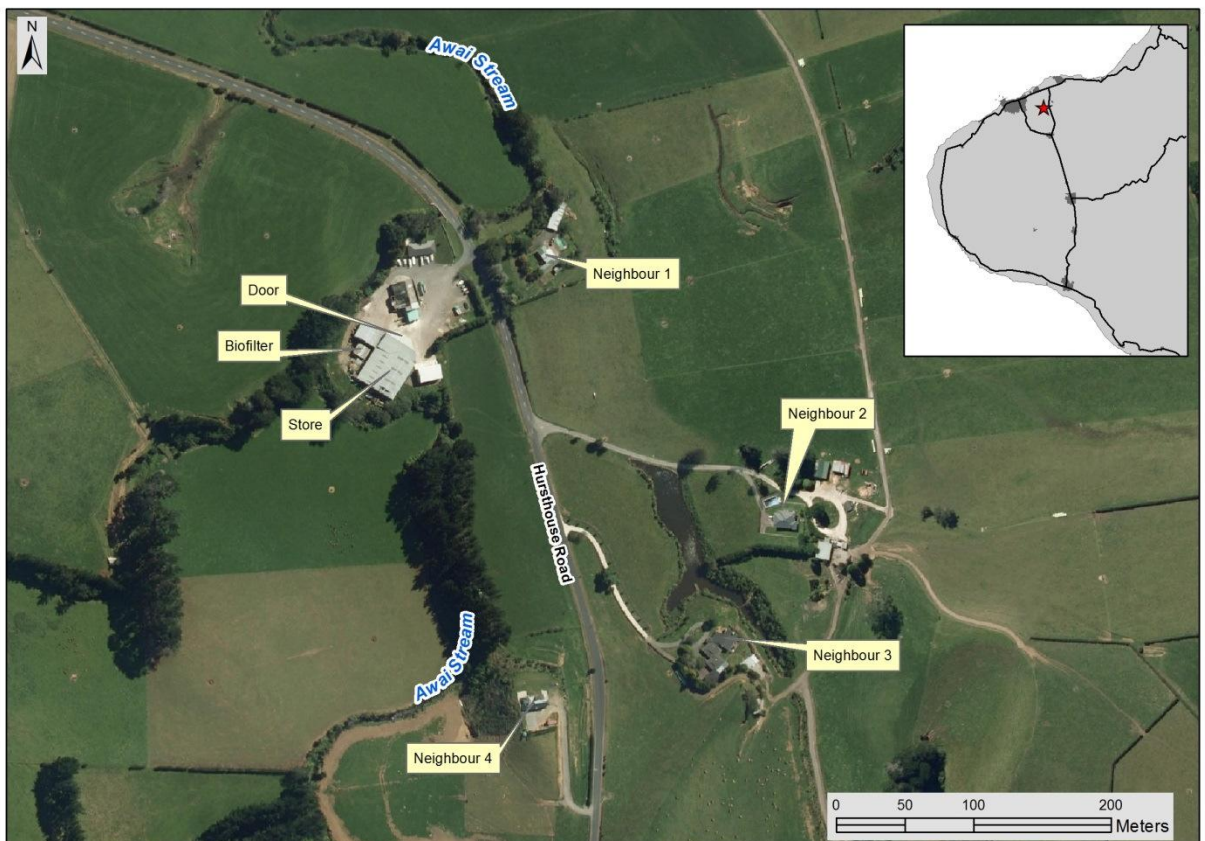 N
Awai Stream
Neighbour 1
Door
Biofilter
Store
Neighbour 2
Hursthouse Road
Neighbour 3
Awai Stream
Neighbour 4
0 50 100 200
Meters